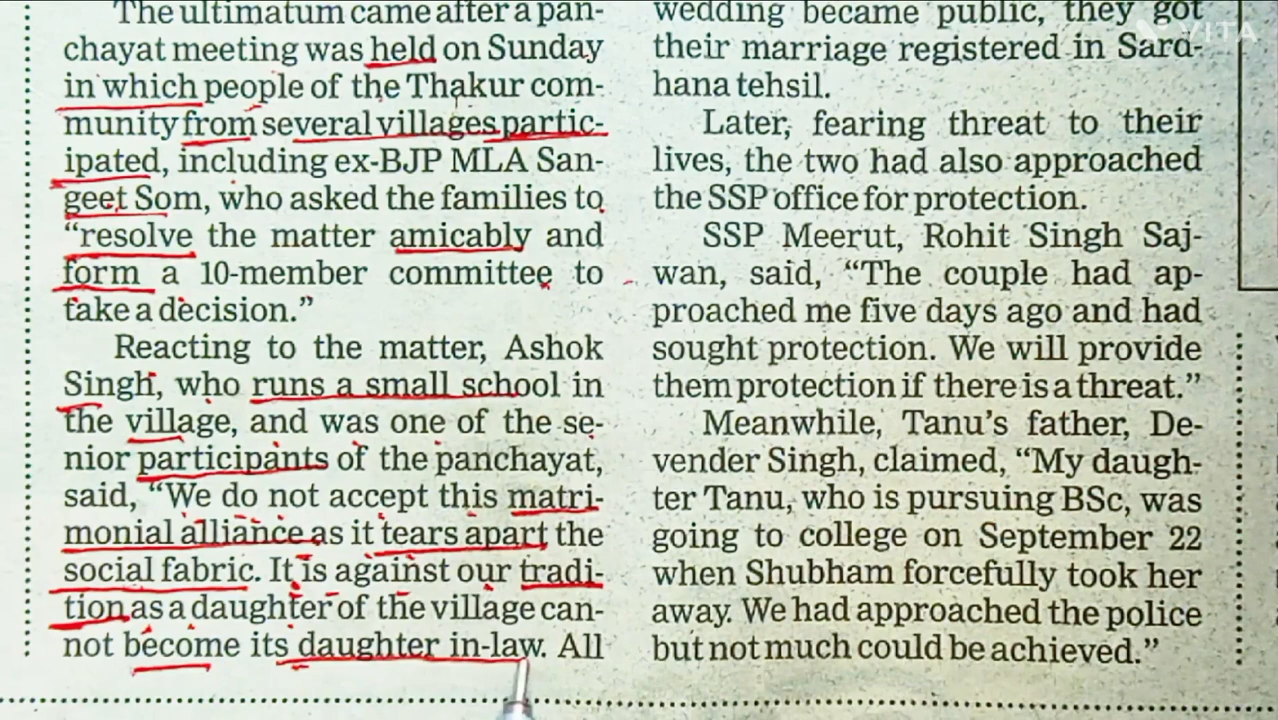 The ultimatum came after a pan-
chayat meeting was held on Sunday
in which people of the Thakur com-
munity from several villages partic-
ipated, including ex-BJP MLA San-
geet Som, who asked the families to
“resolve the matter amicably and
form a 10-member committee to
take a decision.”
Reacting to the matter, Ashok
Singh, who runs a small school in
the village, and was one of the se-
nior participants of the panchayat,
said, “We do not accept this matri-
monial alliance as it tears apart the
social fabric. It is against our tradi-
tion as a daughter of the village can-
not become its daughter in-law. All
wedding became public, they got
their marriage registered in Sard-
hana tehsil.
Later, fearing threat to their
lives, the two had also approached
the SSP office for protection.
SSP Meerut, Rohit Singh Saj-
wan, said, “The couple had ap-
proached me five days ago and had
sought protection. We will provide
them protection if there is a threat.”
Meanwhile, Tanu’s father, De-
vender Singh, claimed, “My daugh-
ter Tanu, who is pursuing BSc, was
going to college on September 22
when Shubham forcefully took her
away. We had approached the police
but not much could be achieved.”
VITA